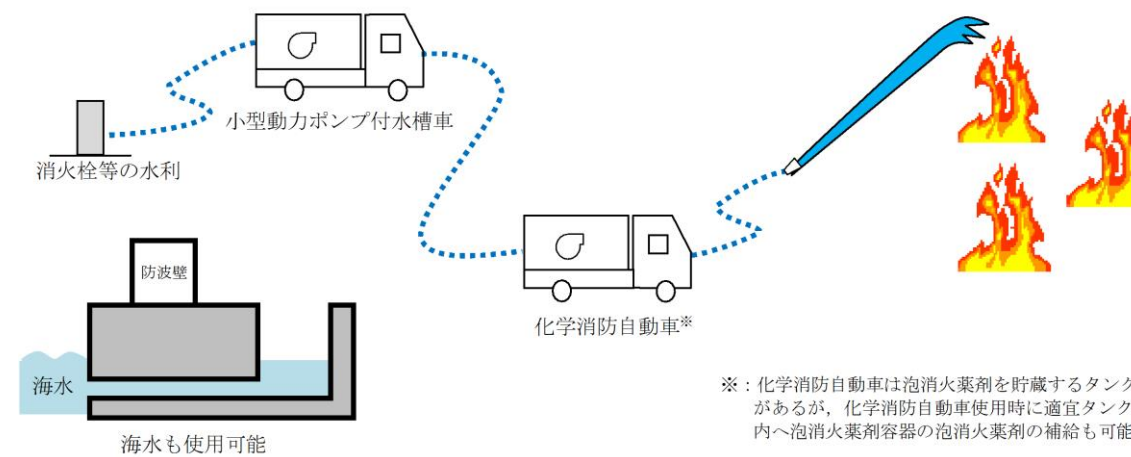 小型動力ポンプ付水槽車
消火栓等の水利
防波壁
海水
海水も使用可能
化学消防自動車※
※：化学消防自動車は泡消火薬剤を貯蔵するタンク
があるが，化学消防自動車使用時に適宜タンク
内へ泡消火薬剤容器の泡消火薬剤の補給も可能